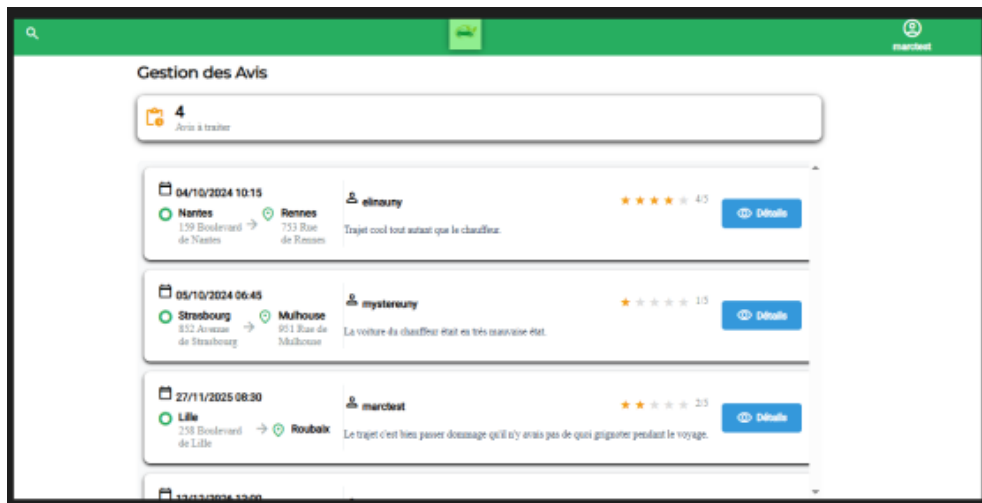 marctest
Gestion des Avis
4
Avis à traiter
04/10/2024 10:15
Nantes
159 Boulevard
de Nantes
Rennes
753 Rue
de Rennes
elinauny
4/5
Trajet cool tout autant que le chauffeur.
Détails
05/10/2024 06:45
Strasbourg
852 Avenue
de Strasbourg
Mulhouse
951 Rue de
Mulhouse
mystereuny
1/5
La voiture du chauffeur était en très mauvaise état.
Détails
27/11/2025 08:30
Lille
258 Boulevard
de Lille
Roubaix
marctest
2/5
Le trajet c'est bien passer dommage qu'il n'y avais pas de quoi grignoter pendant le voyage.
Détails